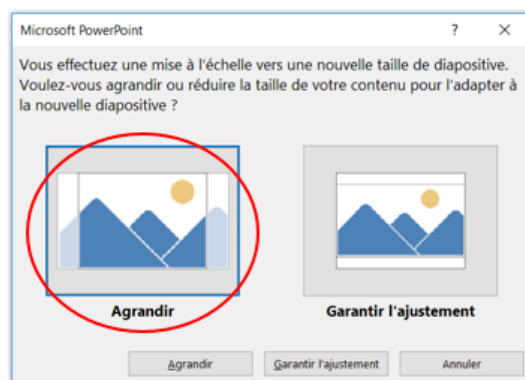 Microsoft PowerPoint ? ×
Vous effectuez une mise à l'échelle vers une nouvelle taille de diapositive.
Voulez-vous agrandir ou réduire la taille de votre contenu pour l'adapter à
la nouvelle diapositive ?
Agrandir Garantir l'ajustement
Agrandir Garantir l'ajustement Annuler